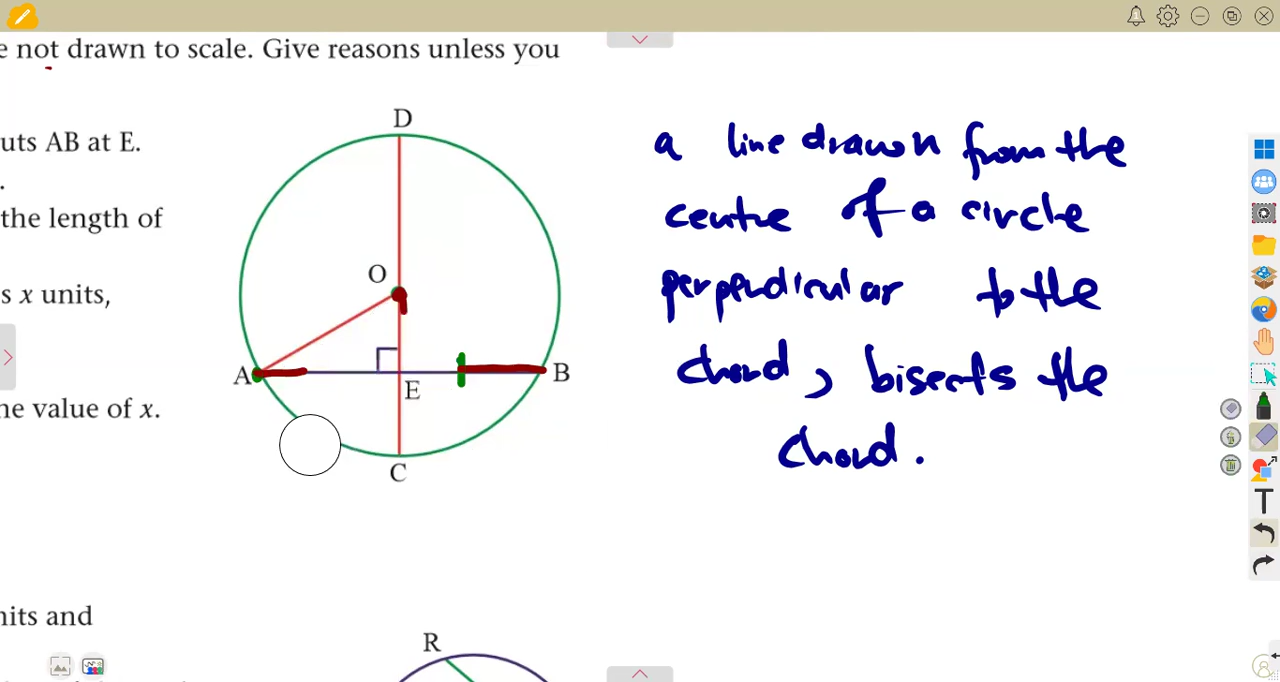 e not drawn to scale. Give reasons unless you
uts AB at E.
.
the length of
s x units,
ne value of x.
nits and
D
O
A
E
B
C
R
a line drawn from the
centre of a circle
perpendicular to the
chord, bisects the
chord.
T